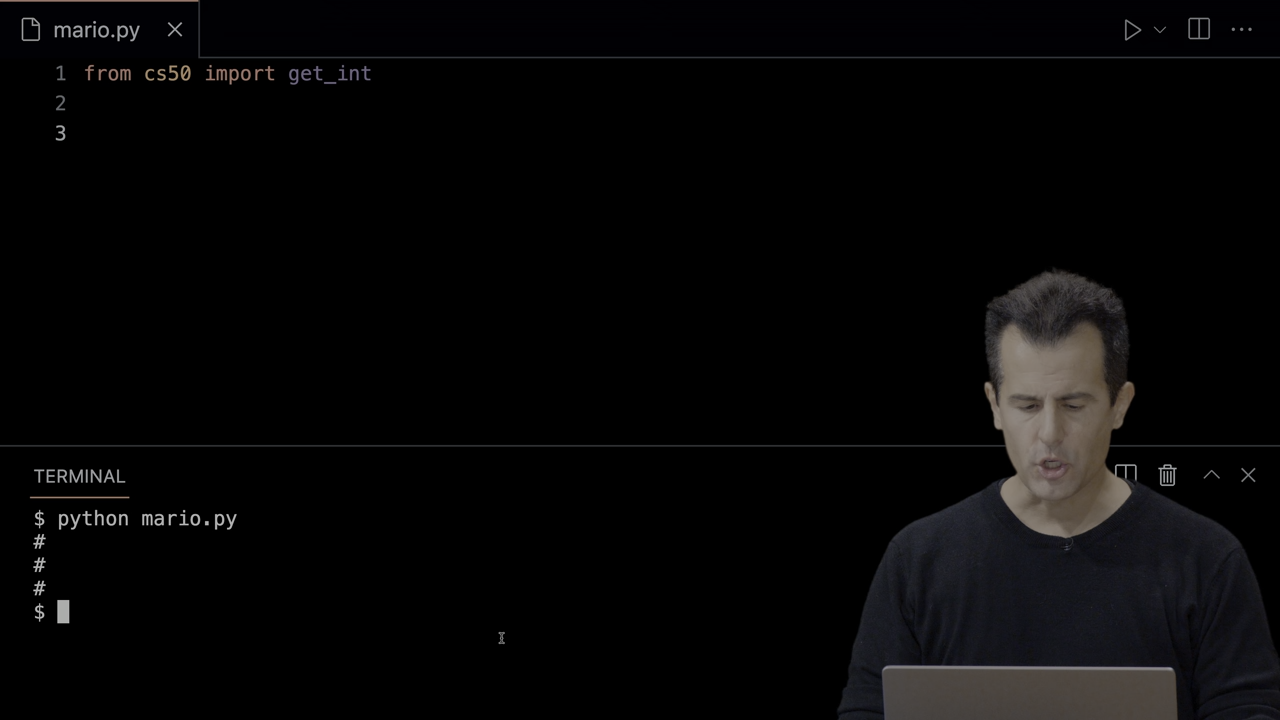 mario.py
1 from cs50 import get_int
2
3
TERMINAL
$ python mario.py
#
#
#
$